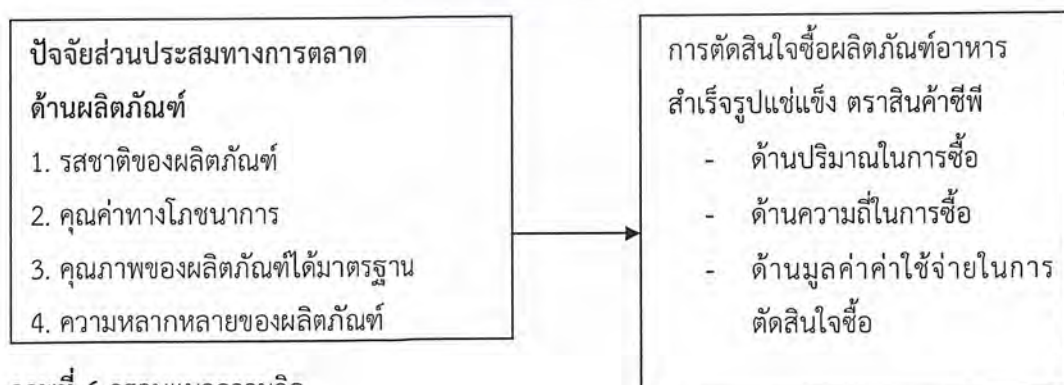 ปัจจัยส่วนประสมทางการตลาด
ด้านผลิตภัณฑ์
1. รสชาติของผลิตภัณฑ์
2. คุณค่าทางโภชนาการ
3. คุณภาพของผลิตภัณฑ์ได้มาตรฐาน
4. ความหลากหลายของผลิตภัณฑ์
การตัดสินใจซื้อผลิตภัณฑ์อาหาร
สำเร็จรูปแช่แข็ง ตราสินค้าซีพี
- ด้านปริมาณในการซื้อ
- ด้านความถี่ในการซื้อ
- ด้านมูลค่าค่าใช้จ่ายในการ
ตัดสินใจซื้อ